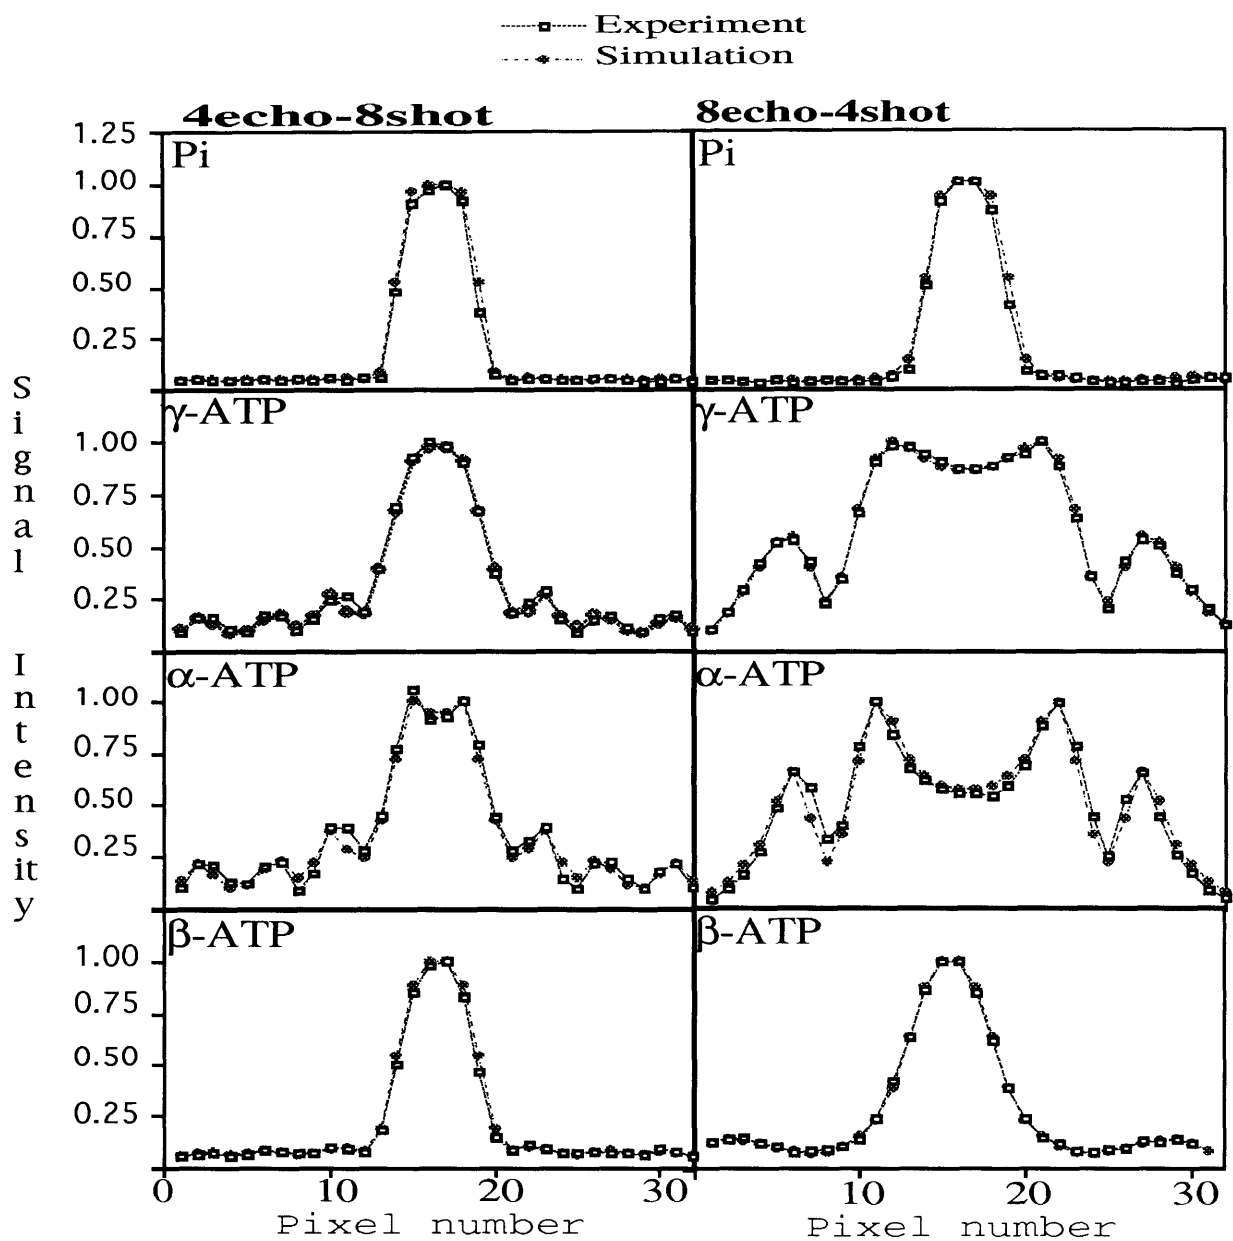 Experiment
Simulation
4echo-8shot
8echo-4shot
1.25
Pi
Pi
1.00
0.75
0.50
0.25
γ-ATP
γ-ATP
1.00
0.75
0.50
0.25
Signal Intensity
α-ATP
α-ATP
1.00
0.75
0.50
0.25
β-ATP
β-ATP
1.00
0.75
0.50
0.25
0 10 20 30 10 20 30
Pixel number
Pixel number